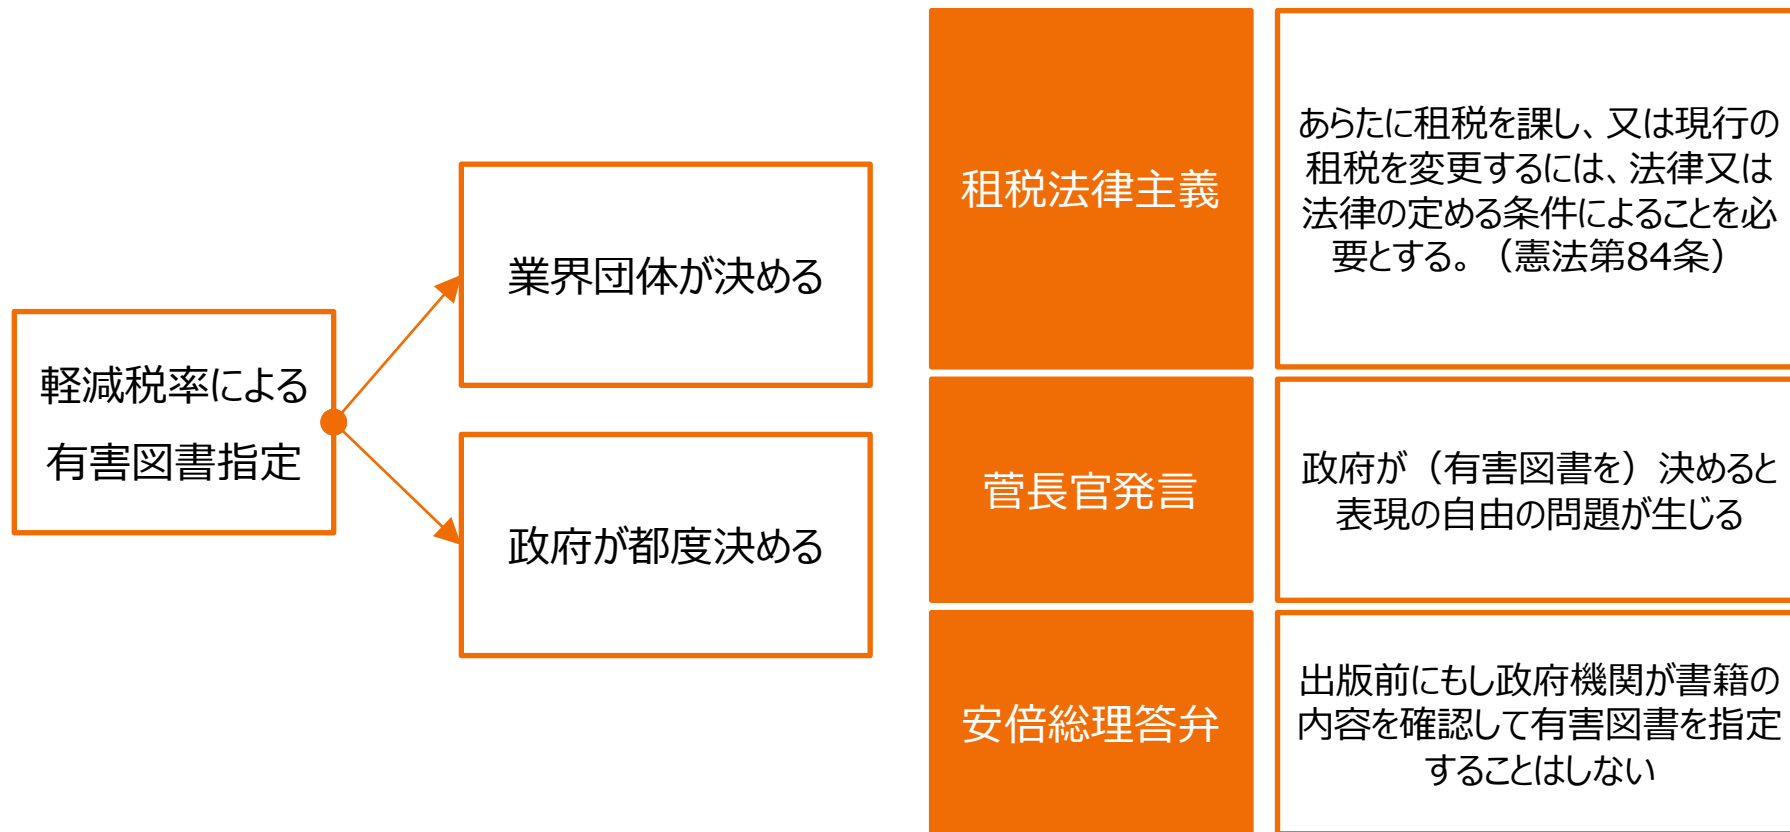 軽減税率による
有害図書指定
業界団体が決める
政府が都度決める
租税法律主義
あらたに租税を課し、又は現行の
租税を変更するには、法律又は
法律の定める条件によることを必
要とする。（憲法第84条）
菅長官発言
政府が（有害図書を）決めると
表現の自由の問題が生じる
安倍総理答弁
出版前にもし政府機関が書籍の
内容を確認して有害図書を指定
することはしない